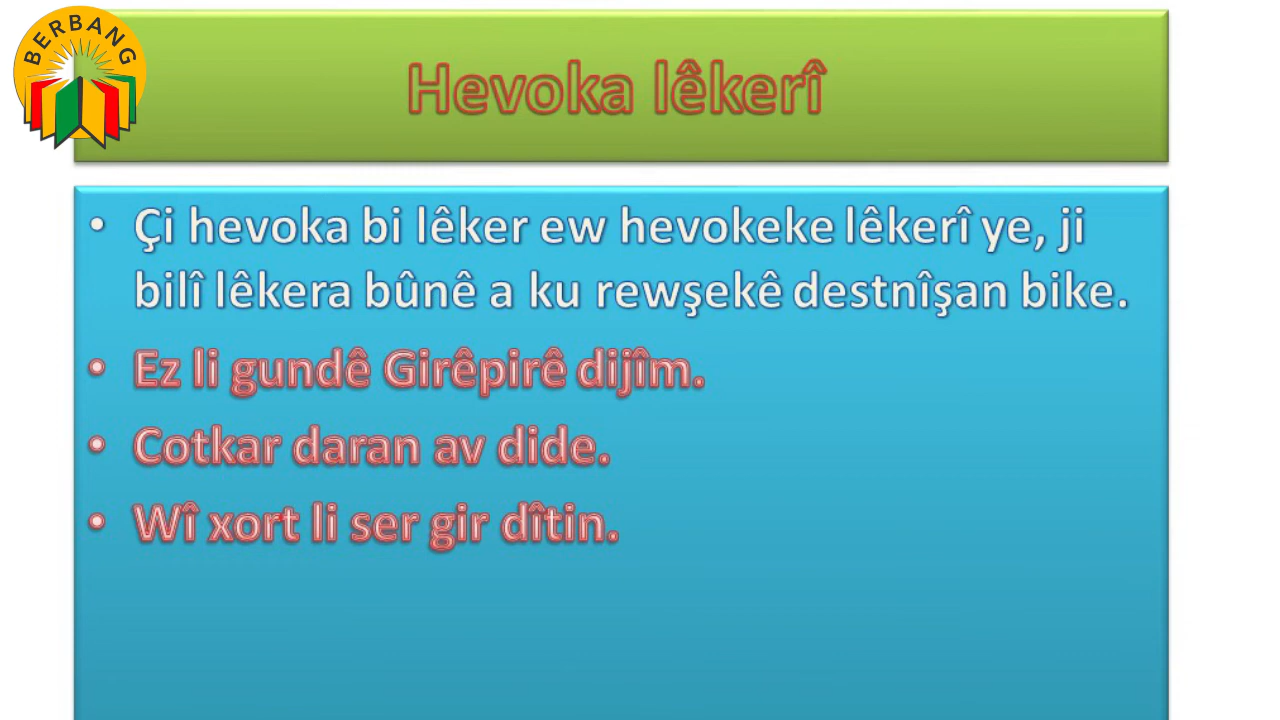 BERBANG
Hevoka lêkerî
• Çi hevoka bi lêker ew hevokeke lêkerî ye, ji
bilî lêkera bûnê a ku rewşekê destnîşan bike.
• Ez li gundê Girêpirê dijîm.
• Cotkar daran av dide.
• Wî xort li ser gir dîtin.